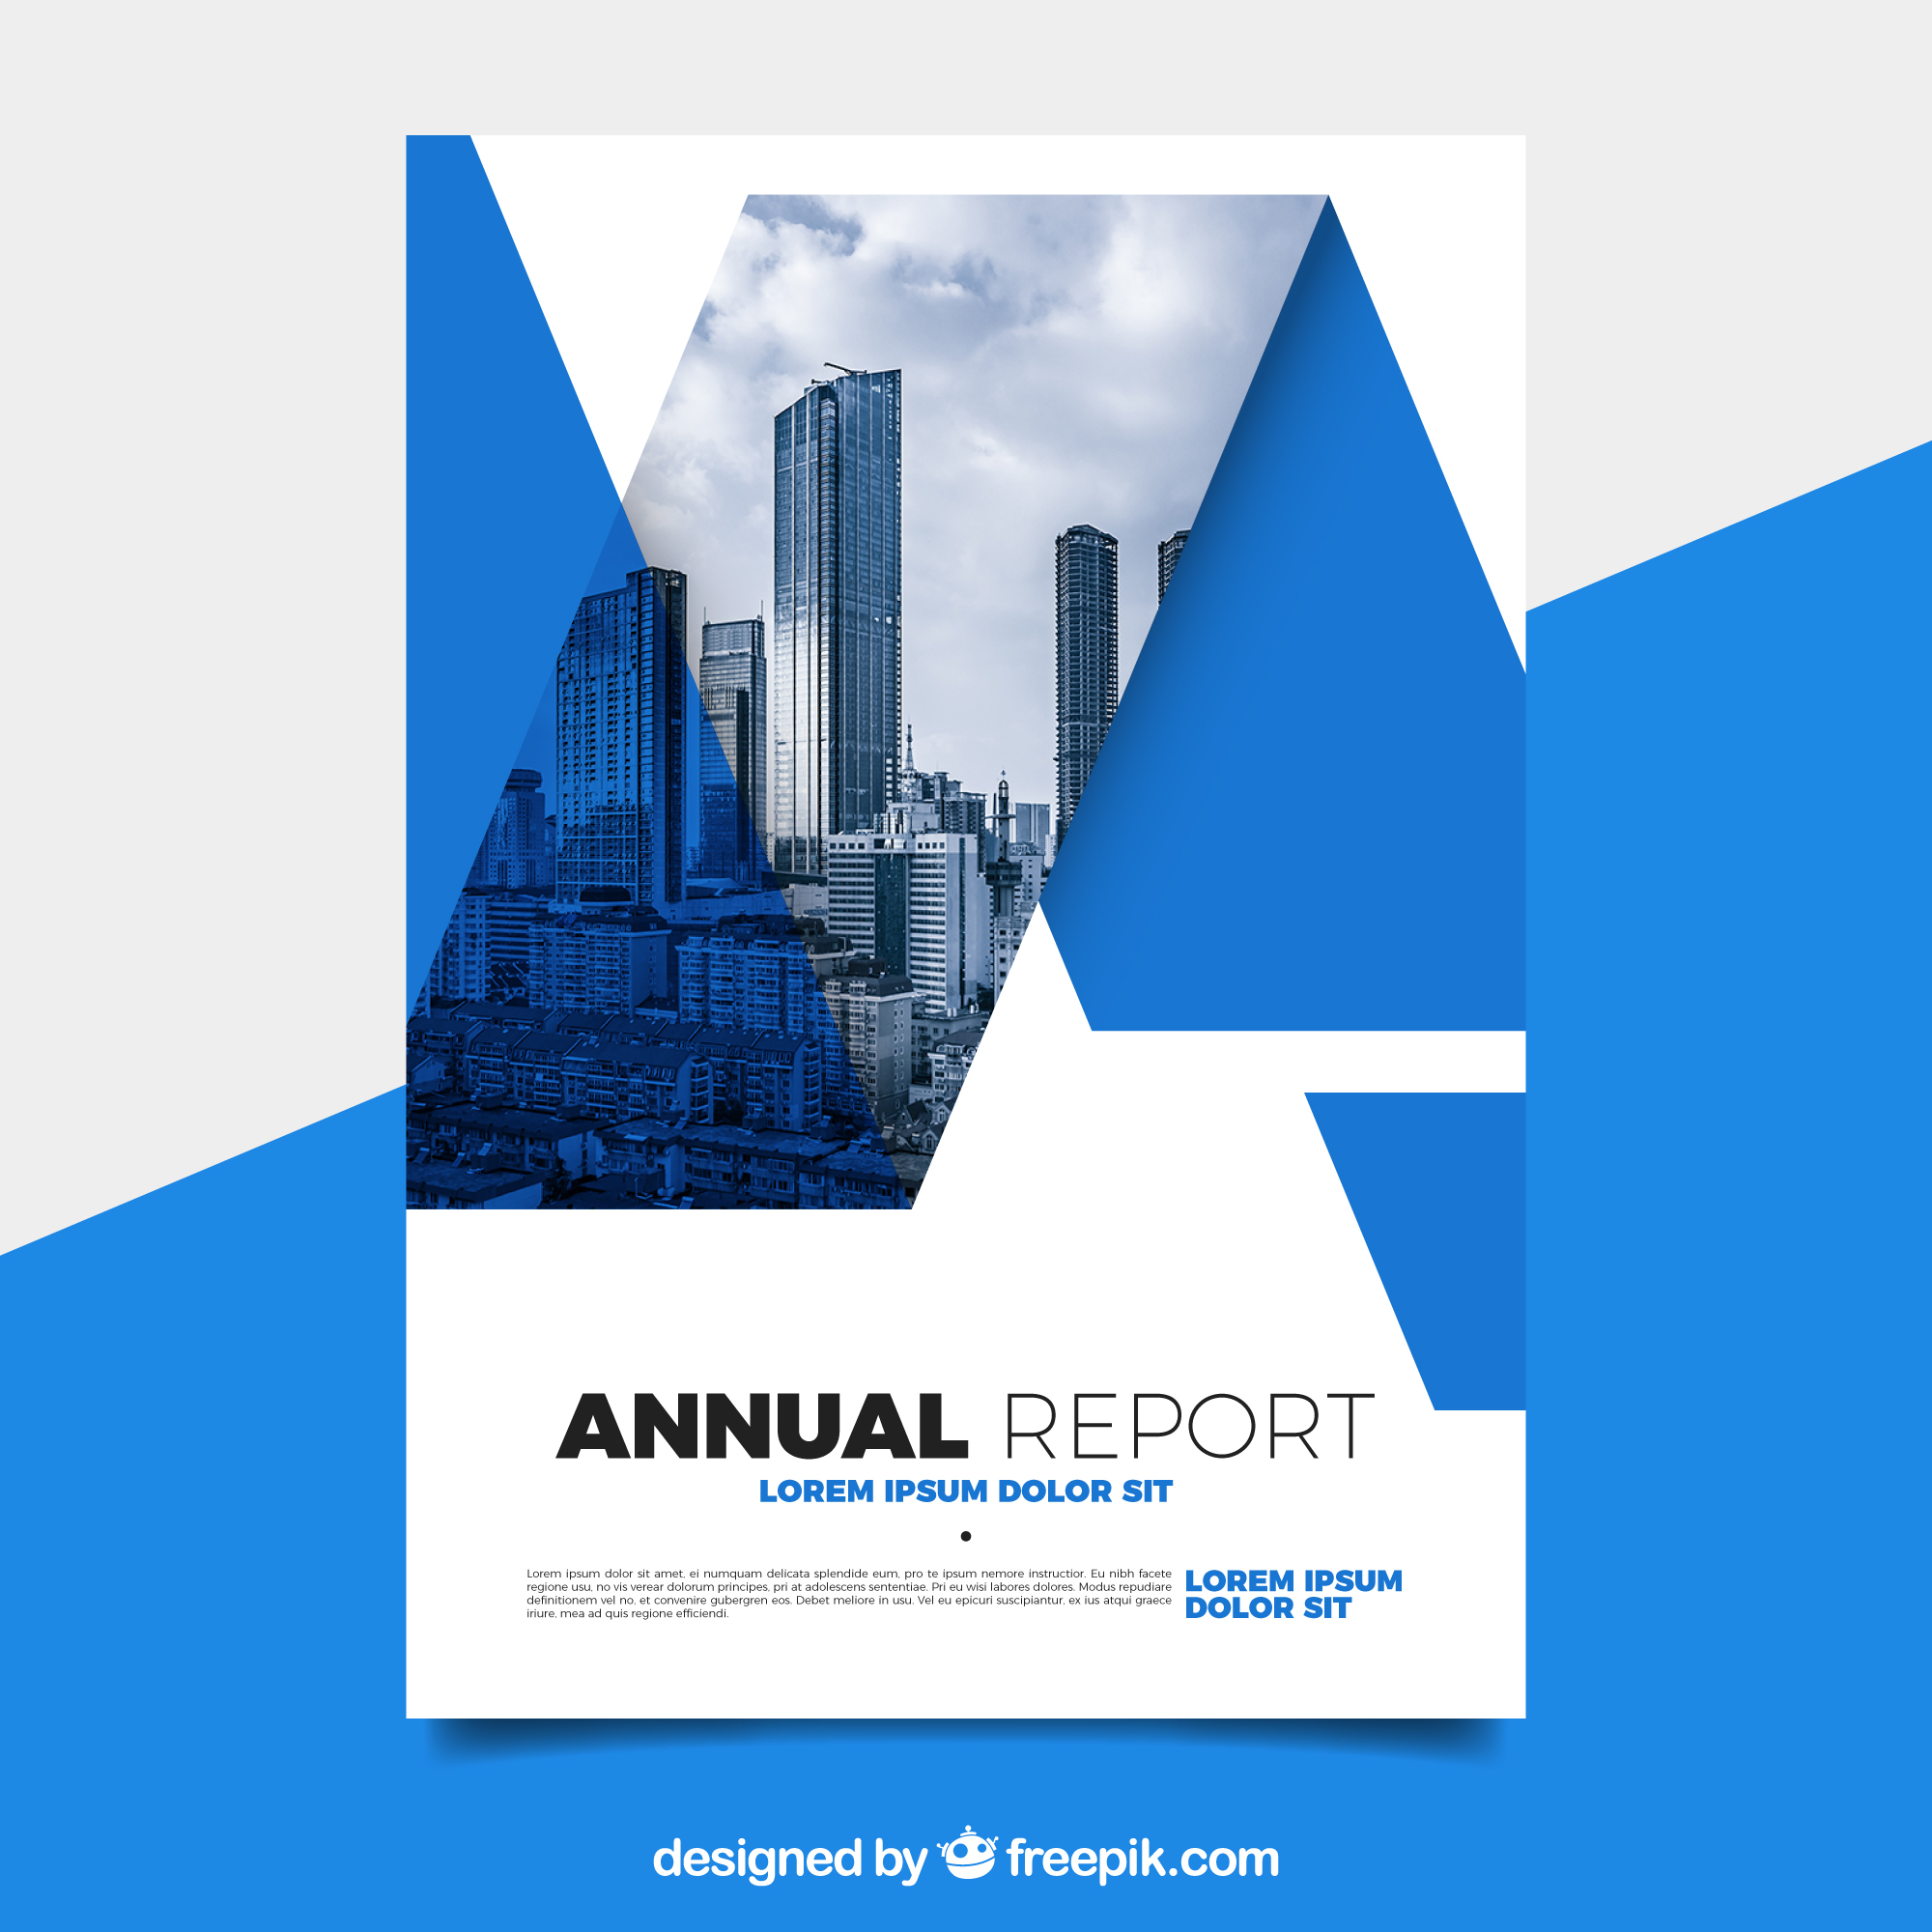 ANNUAL REPORT
LOREM IPSUM DOLOR SIT
Lorem ipsum dolor sit amet, ei numquam delicata splendide eum, pro te ipsum nemore instructior. Eu nibh facete
regione usu, no vis verear dolorum principes, pri at adolescens sententiae. Pri eu wisi labores dolores. Modus repudiare
definitionem vel no, et convenire gubergren eos. Debet meliore in usu. Vel eu epicuri suscipiantur, ex ius atqui graece
iriure, mea ad quis regione efficiendi.
LOREM IPSUM
DOLOR SIT
designed by freepik.com